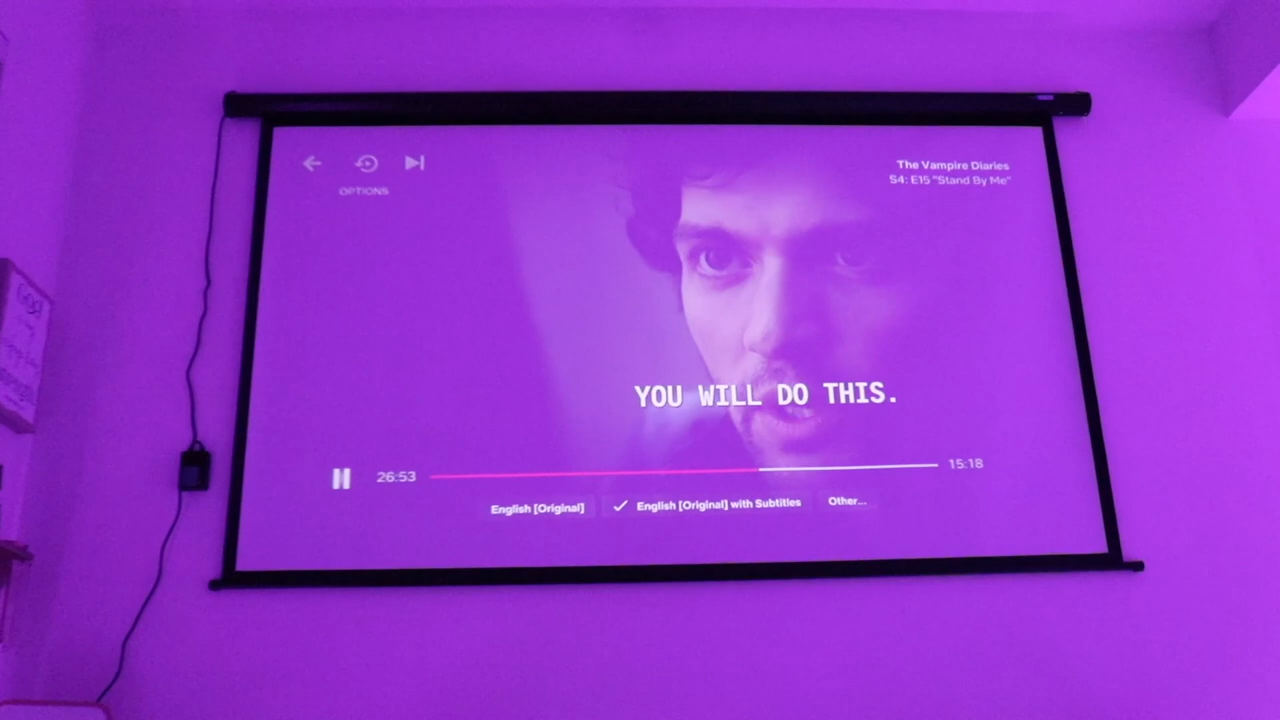 OPTIONS
The Vampire Diaries
S4: E15 "Stand By Me"
YOU WILL DO THIS.
26:53
15:18
English [Original]
English [Original] with Subtitles
Other...